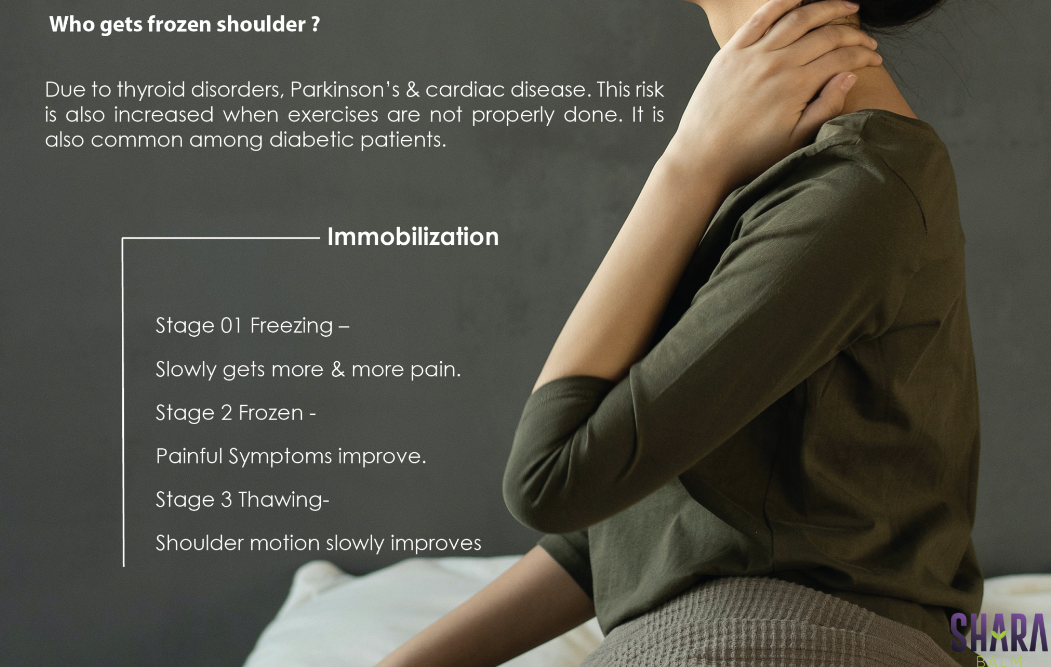 Who gets frozen shoulder ?
Due to thyroid disorders, Parkinson's & cardiac disease. This risk
is also increased when exercises are not properly done. It is
also common among diabetic patients.
Immobilization
Stage 01 Freezing –
Slowly gets more & more pain.
Stage 2 Frozen -
Painful Symptoms improve.
Stage 3 Thawing-
Shoulder motion slowly improves
SHARA